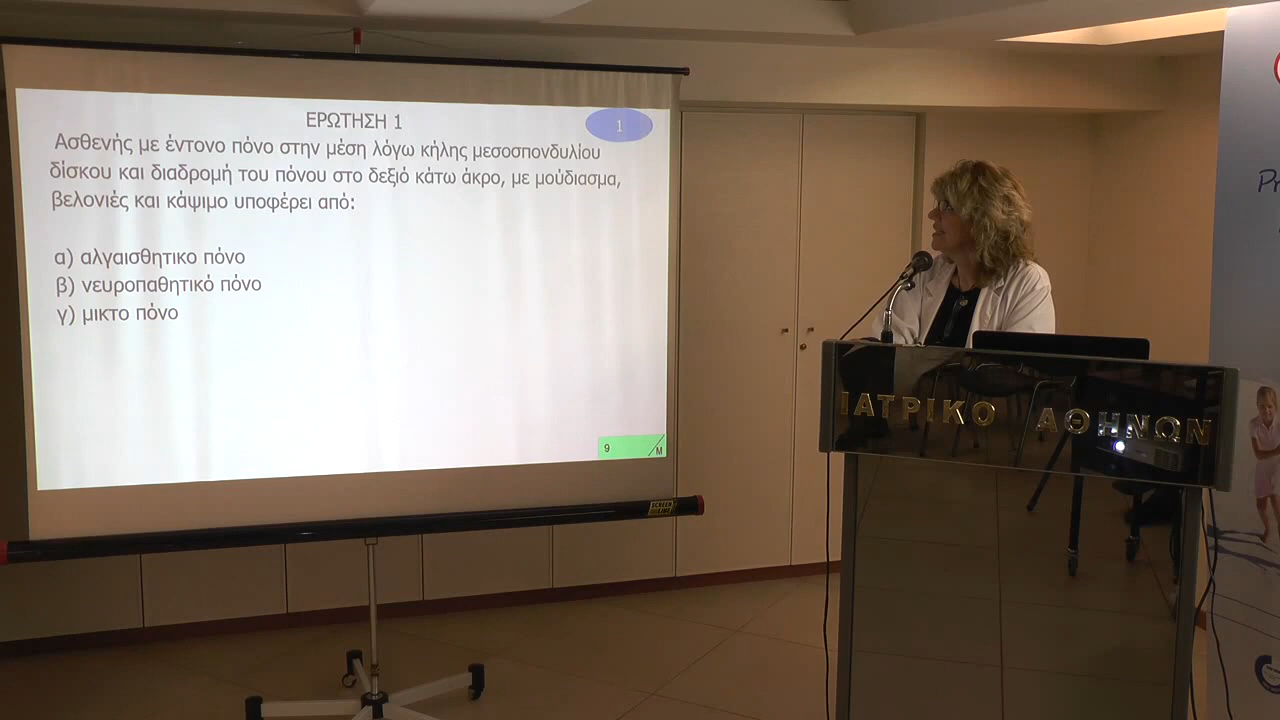 ΕΡΩΤΗΣΗ 1
1
Ασθενής με έντονο πόνο στην μέση λόγω κήλης μεσοσπονδυλίου
δίσκου και διαδρομή του πόνου στο δεξιό κάτω άκρο, με μούδιασμα,
βελονιές και κάψιμο υποφέρει από:
α) αλγαισθητικο πόνο
β) νευροπαθητικό πόνο
γ) μικτο πόνο
9
M
ΙΑΤΡΙΚΟ ΑΘΗΝΩΝ